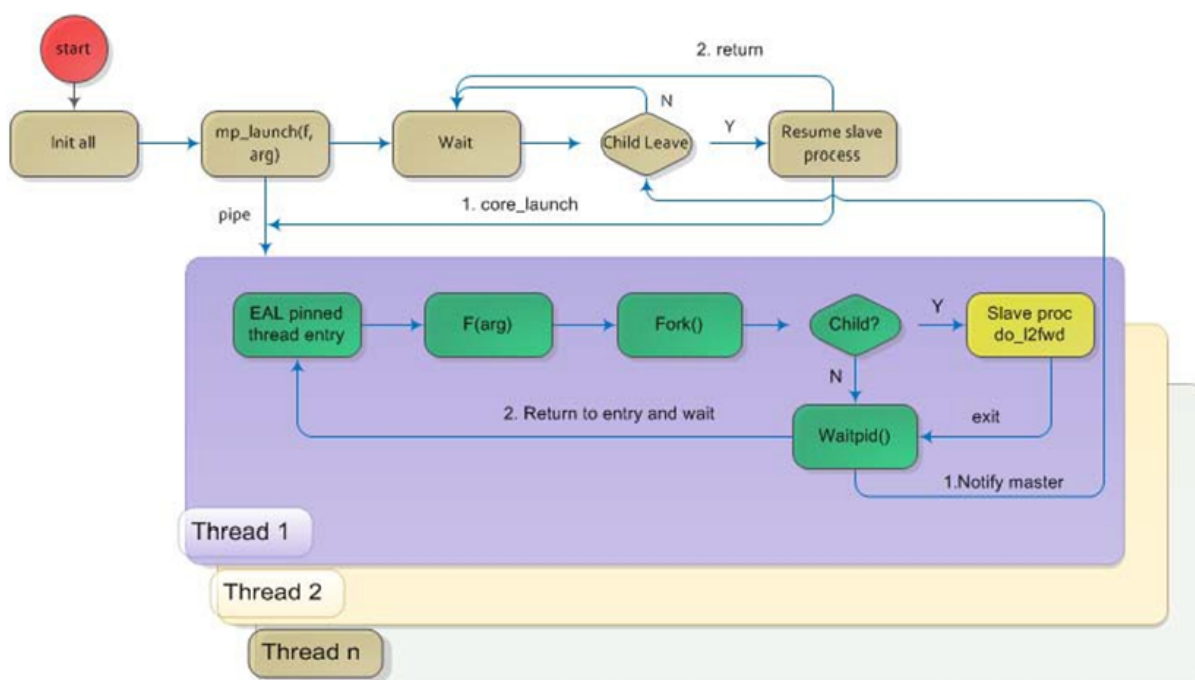 start
2. return
N
Init all
mp_launch(f,
arg)
Wait
Child Leave
Y
Resume slave
process
pipe
1. core_launch
EAL pinned
thread entry
F(arg)
Fork()
Child?
Y
Slave proc
do_l2fwd
N
2. Return to entry and wait
Waitpid()
exit
1.Notify master
Thread 1
Thread 2
Thread n